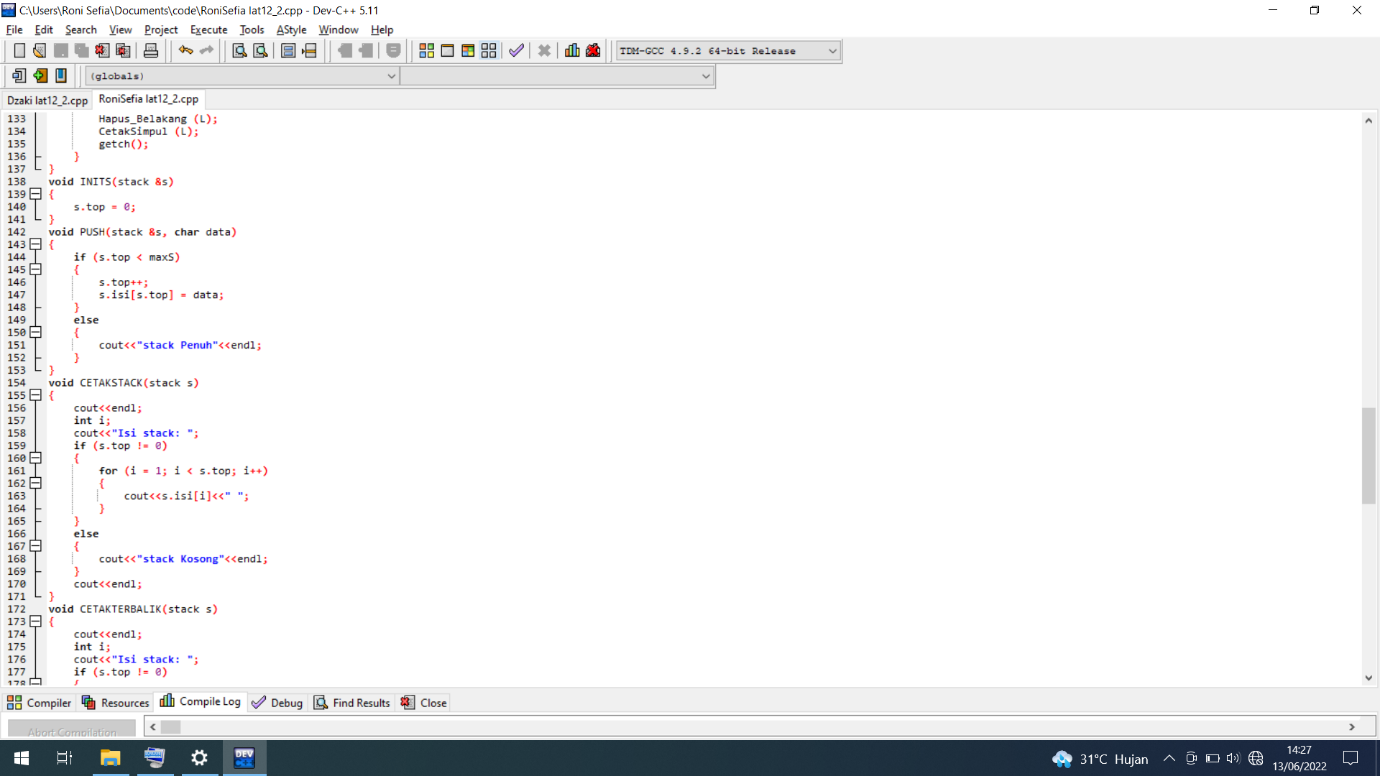 C:\Users\Roni Sefia\Documents\code\RoniSefia lat12_2.cpp - Dev-C++ 5.11
File Edit Search View Project Execute Tools AStyle Window Help
TDM-GCC 4.9.2 64-bit Release
(globals)
Dzaki lat12_2.cpp RoniSefia lat12_2.cpp
133 Hapus_Belakang (L);
134 CetakSimpul (L);
135 getch();
136 }
137 }
138 void INITS(stack &s)
139 {
140 s.top = 0;
141 }
142 void PUSH(stack &s, char data)
143 {
144 if (s.top < maxS)
145 {
146 s.top++;
147 s.isi[s.top] = data;
148 }
149 else
150 {
151 cout<<"stack Penuh"<<endl;
152 }
153 }
154 void CETAKSTACK(stack s)
155 {
156 cout<<endl;
157 int i;
158 cout<<"Isi stack: ";
159 if (s.top != 0)
160 {
161 for (i = 1; i < s.top; i++)
162 {
163 cout<<s.isi[i]<<" ";
164 }
165 }
166 else
167 {
168 cout<<"stack Kosong"<<endl;
169 }
170 cout<<endl;
171 }
172 void CETAKTERBALIK(stack s)
173 {
174 cout<<endl;
175 int i;
176 cout<<"Isi stack: ";
177 if (s.top != 0)
178 {
Compiler Resources Compile Log Debug Find Results Close
Abort Compilation
DEV
31°C Hujan
14:27
13/06/2022